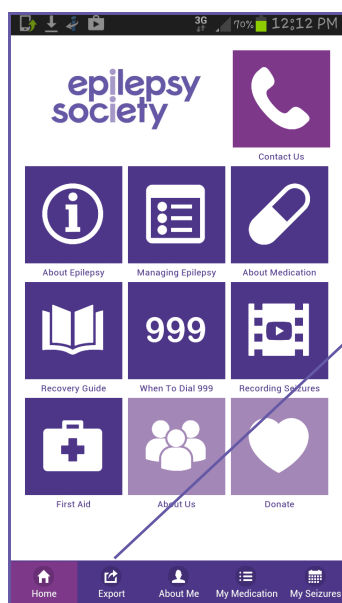 3G 70% 12:12 PM
epilepsy
society
Contact Us
About Epilepsy Managing Epilepsy About Medication
999
Recovery Guide When To Dial 999 Recording Seizures
First Aid About Us Donate
Home Export About Me My Medication My Seizures